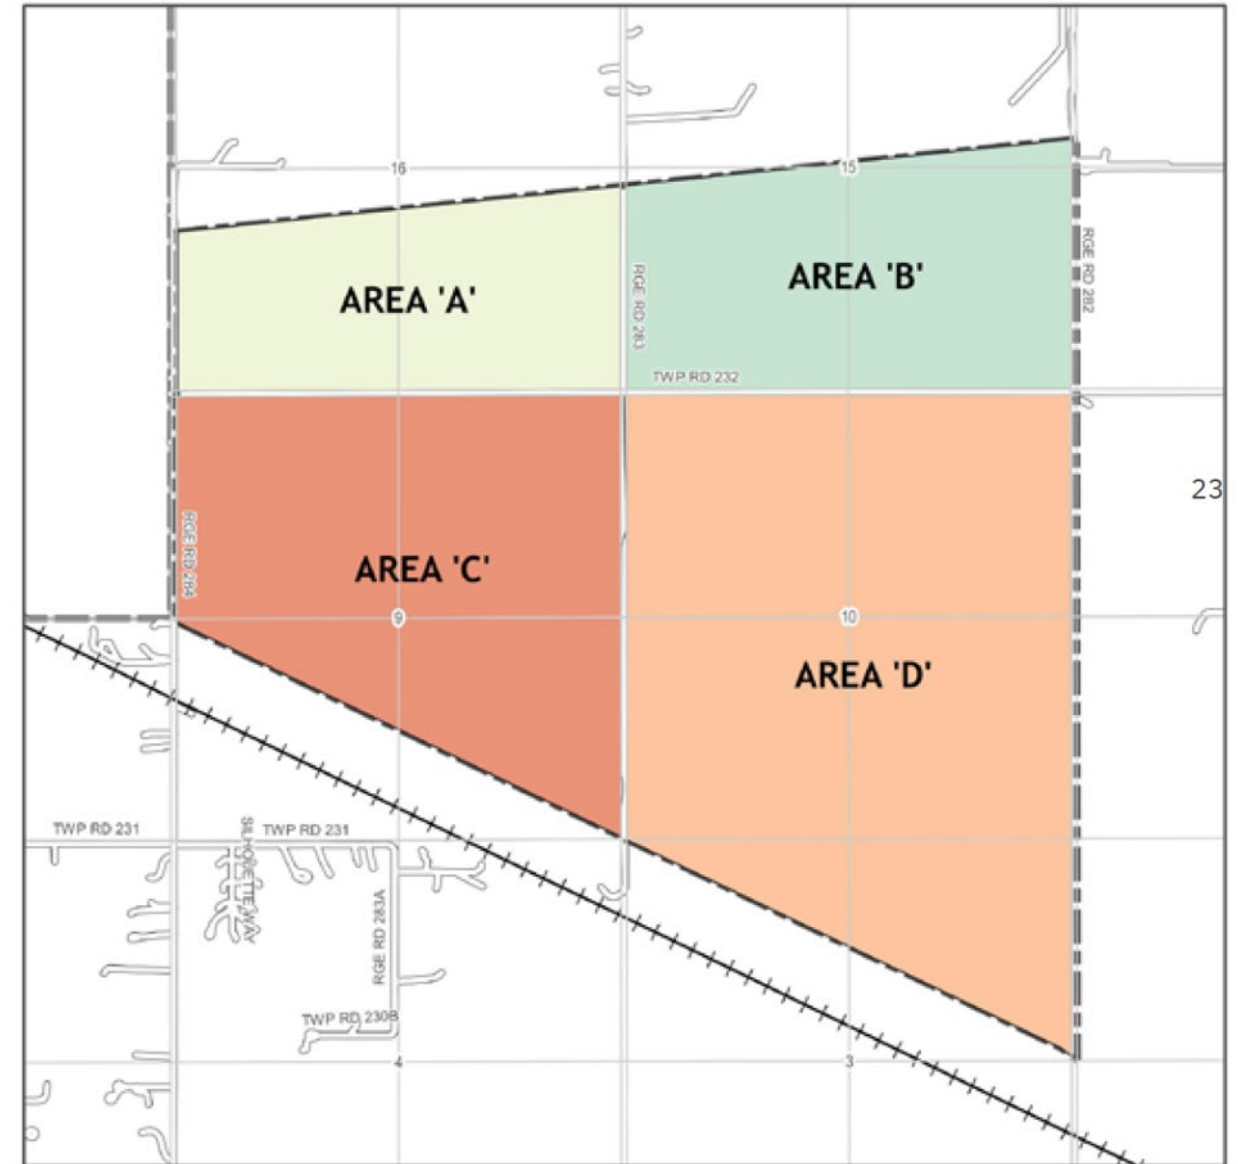 16
15
RGE RD 282
AREA 'B'
AREA 'A'
RGE RD 283
TWP RD 232
23
RGE RD 284
AREA 'C'
9
10
AREA 'D'
TWP RD 231
TWP RD 231
SILHOUETTE WAY
RGE RD 283A
TWP RD 230B
4
3